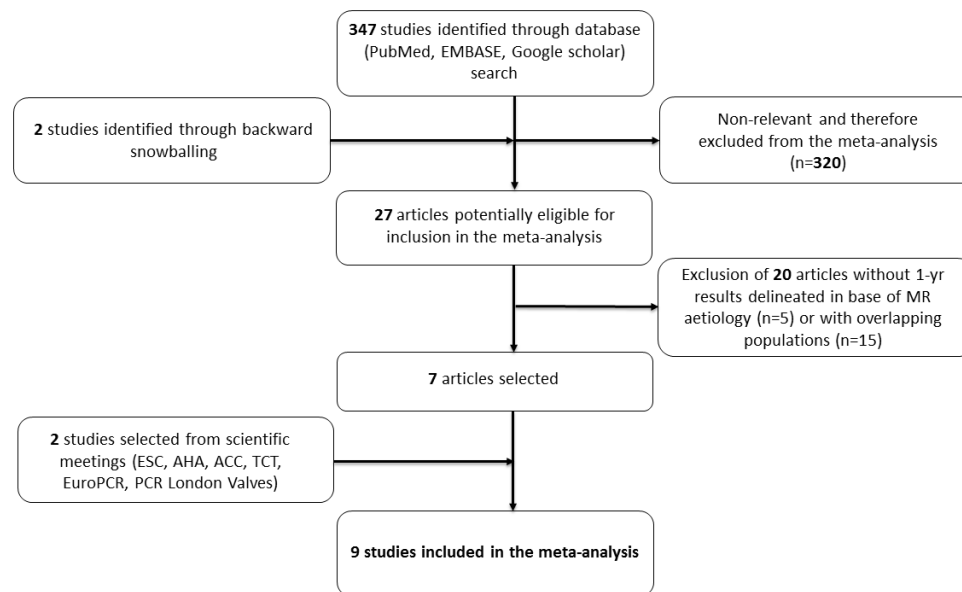 347 studies identified through database
(PubMed, EMBASE, Google scholar)
search
2 studies identified through backward
snowballing
Non-relevant and therefore
excluded from the meta-analysis
(n=320)
27 articles potentially eligible for
inclusion in the meta-analysis
Exclusion of 20 articles without 1-yr
results delineated in base of MR
aetiology (n=5) or with overlapping
populations (n=15)
7 articles selected
2 studies selected from scientific
meetings (ESC, AHA, ACC, TCT,
EuroPCR, PCR London Valves)
9 studies included in the meta-analysis